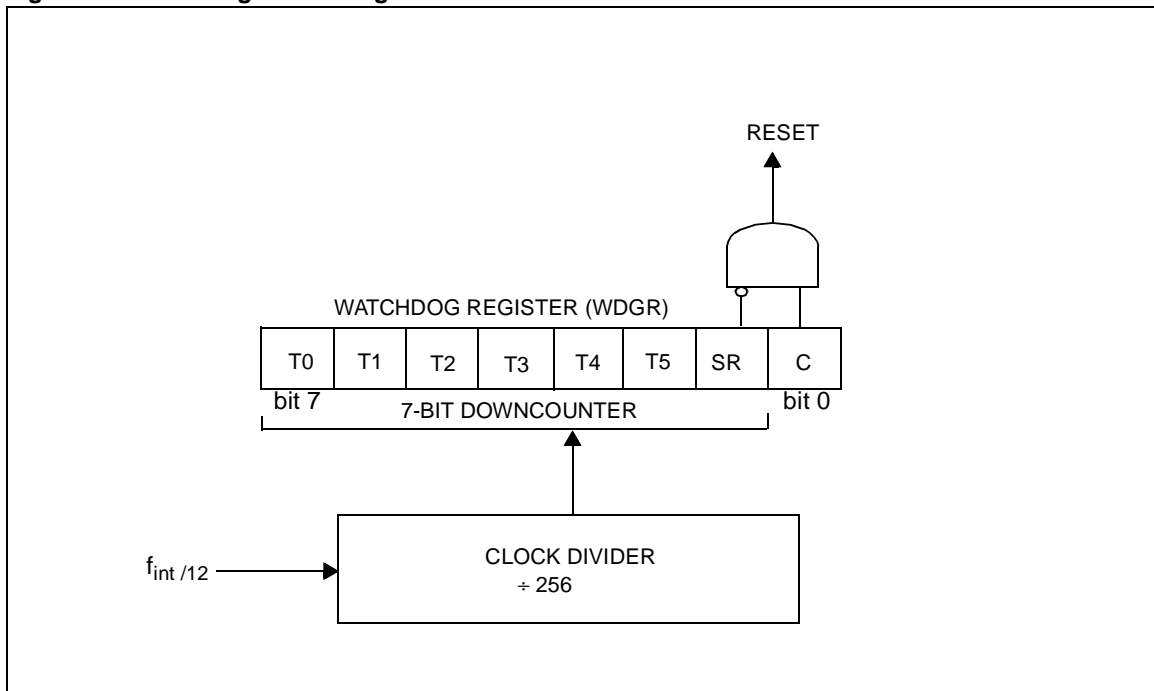 RESET
WATCHDOG REGISTER (WDGR)
T0 T1 T2 T3 T4 T5 SR C
bit 7 7-BIT DOWNCOUNTER bit 0
fint /12
CLOCK DIVIDER
÷ 256